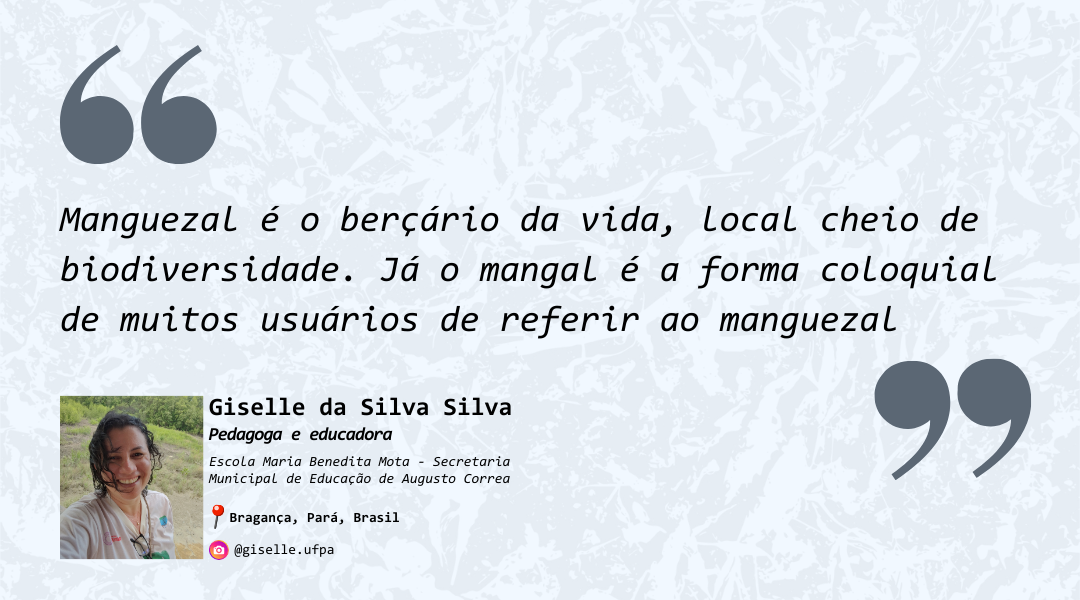 Manguezal é o berçário da vida, local cheio de
biodiversidade. Já o mangal é a forma coloquial
de muitos usuários de referir ao manguezal
Giselle da Silva Silva
Pedagoga e educadora
Escola Maria Benedita Mota - Secretaria
Municipal de Educação de Augusto Correa
Bragança, Pará, Brasil
@giselle.ufpa